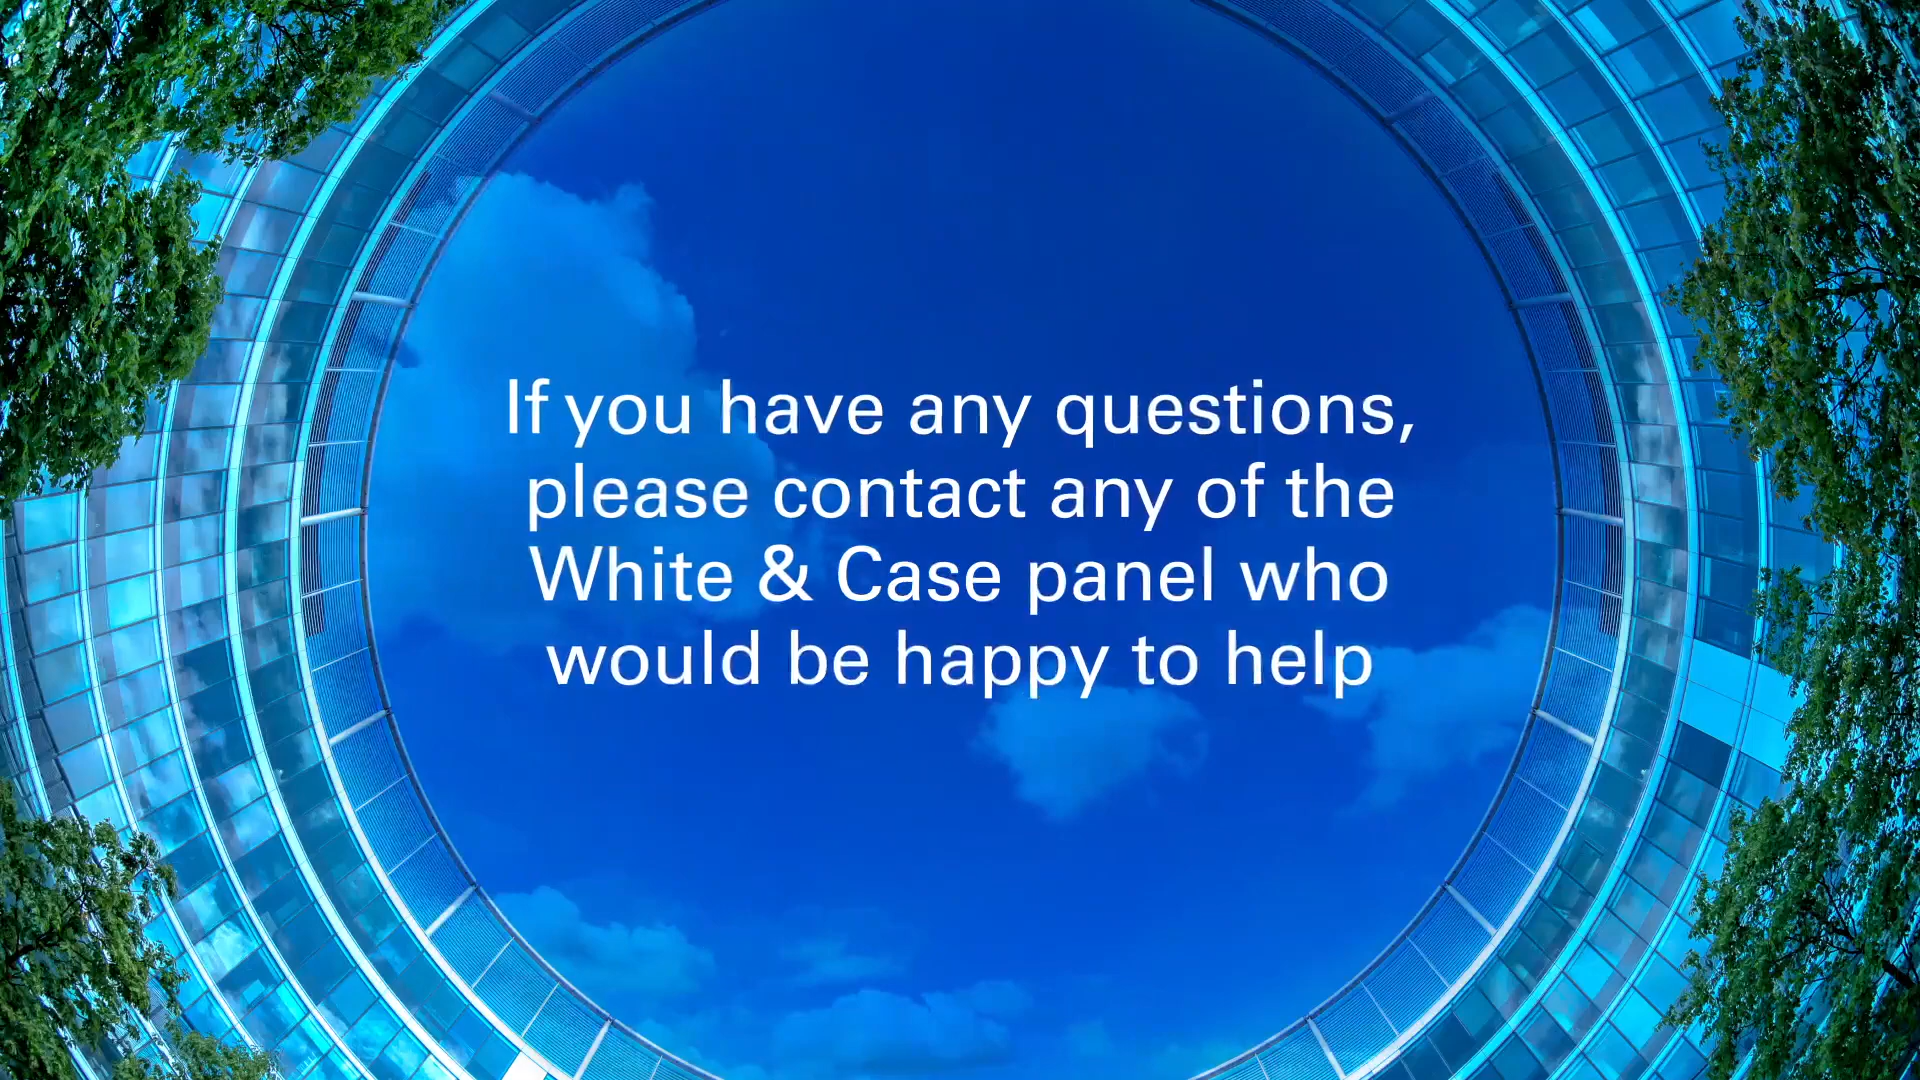 If you have any questions,
please contact any of the
White & Case panel who
would be happy to help